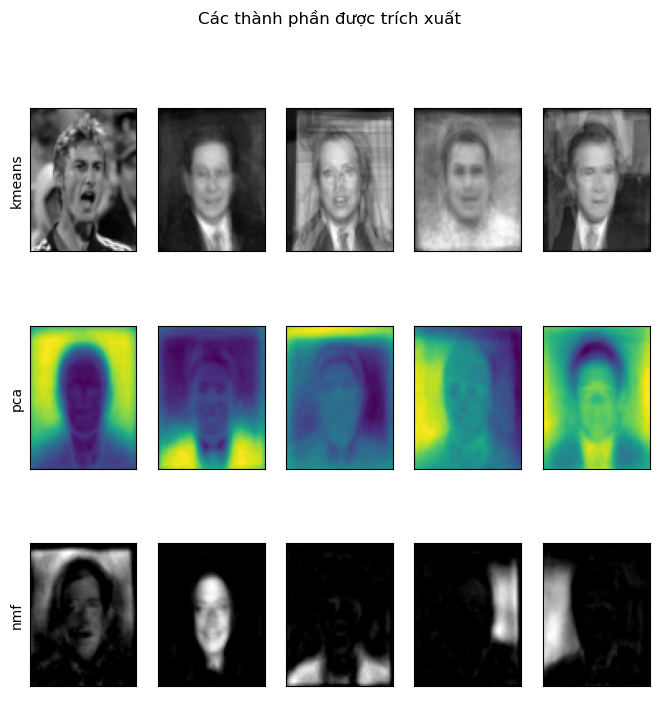 Các thành phần được trích xuất
kmeans
pca
nmf